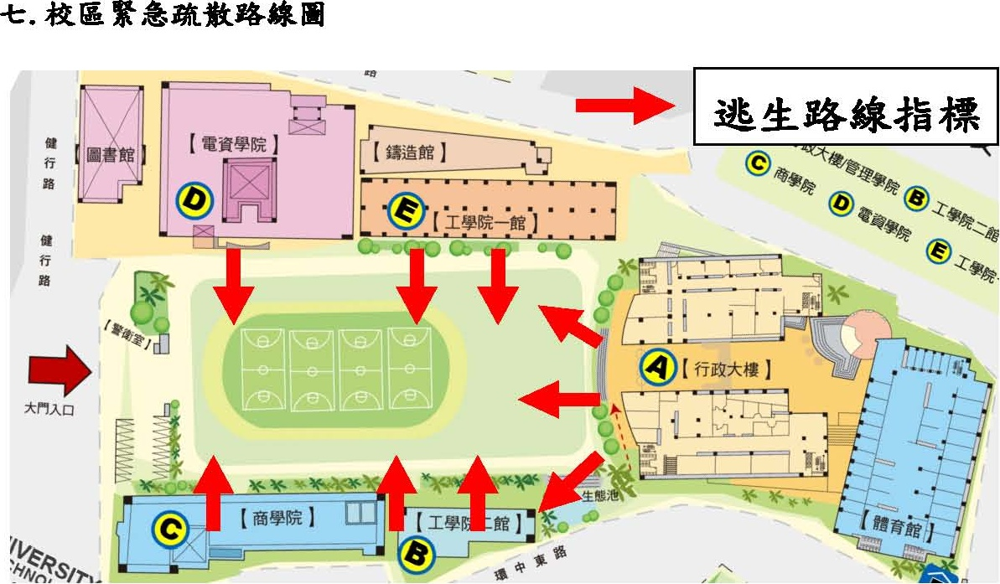 七.校區緊急疏散路線圖
路
逃生路線指標
健行路
圖書館
【電資學院】
【鑄造館】
D
E
【工學院一館】
政大樓/管理學院
C 商學院
B 工學院二館
D 電資學院
E 工學院
健行路
【警衛室】
大門入口
A
【行政大樓】
生態池
C
【商學院】
【工學院二館】
B
【體育館】
環中東路
IVERSITY
CHNOL